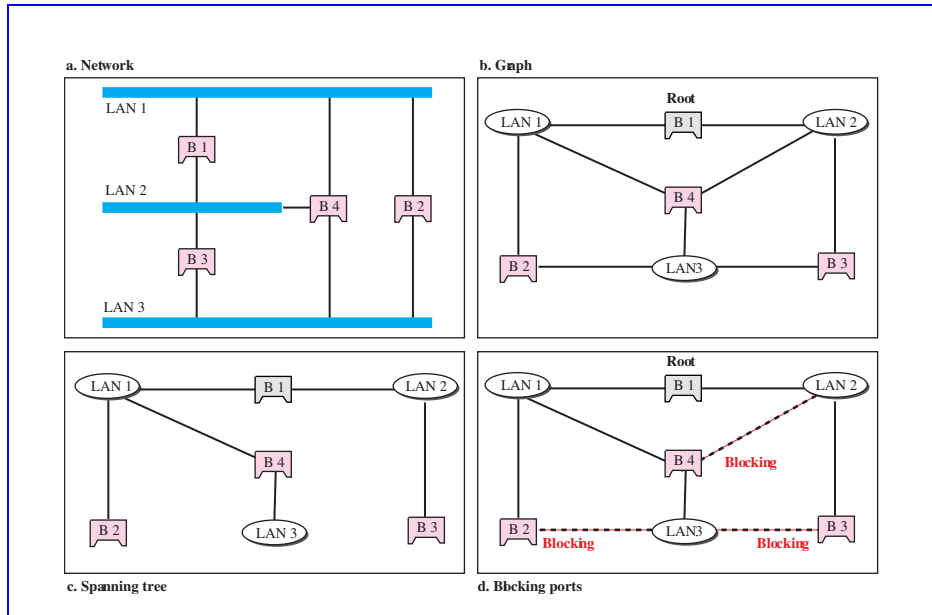 a. Network
LAN 1
B 1
LAN 2
B 4
B 2
B 3
LAN 3
b. Graph
Root
LAN 1
B 1
LAN 2
B 4
B 2
LAN3
B 3
LAN 1
B 1
LAN 2
B 4
B 2
LAN 3
B 3
c. Spanning tree
Root
LAN 1
B 1
LAN 2
B 4
Blocking
B 2
LAN3
B 3
Blocking
Blocking
d. Blocking ports